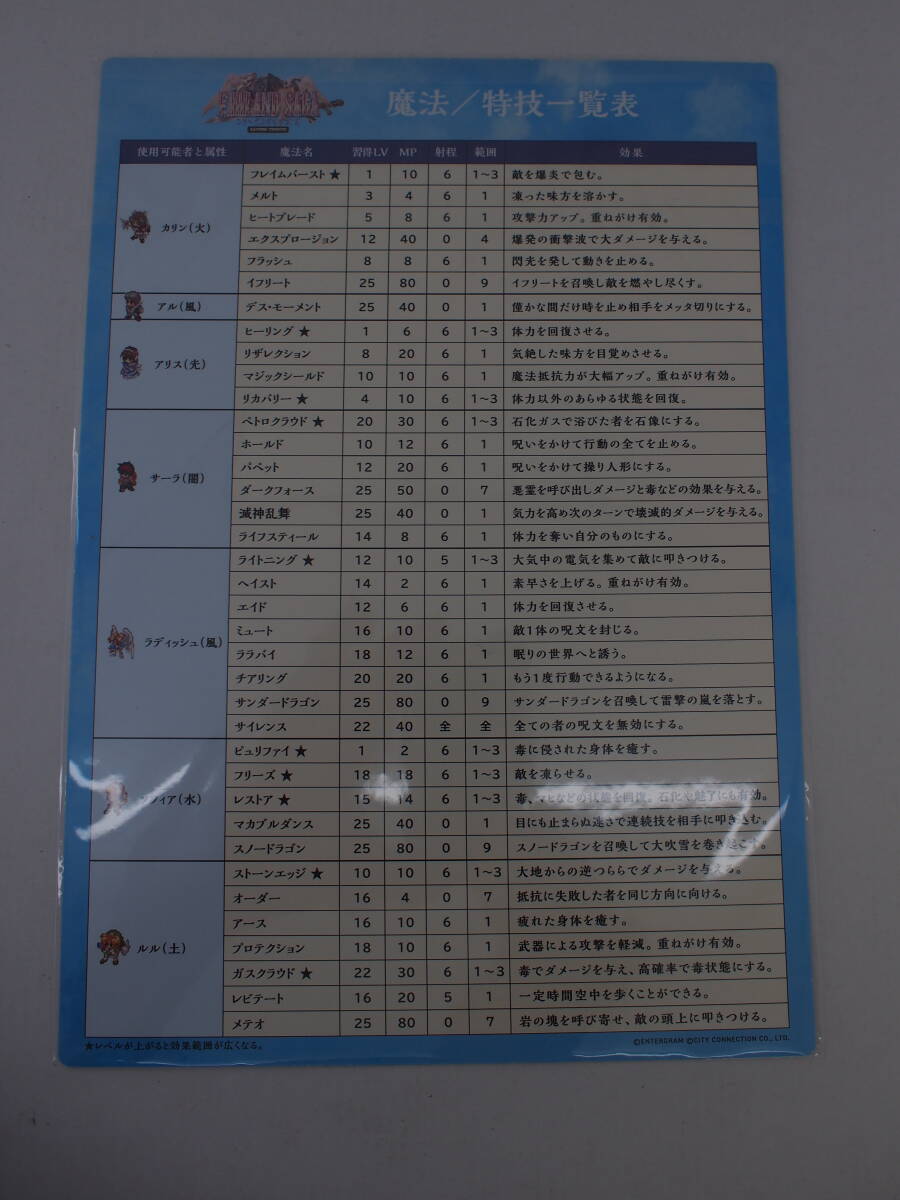 魔法／特技一覧表
使用可能者と属性 魔法名 習得LV MP 射程 範囲 効果
カリン(火)
フレイムバースト★ 1 10 6 1～3 敵を爆炎で包む。
メルト 3 4 6 1 凍った味方を溶かす。
ヒートブレード 5 8 6 1 攻撃力アップ。重ねがけ有効。
エクスプロージョン 12 40 0 4 爆発の衝撃波で大ダメージを与える。
フラッシュ 8 8 6 1 閃光を発して動きを止める。
イフリート 25 80 0 9 イフリートを召喚し敵を燃やし尽くす。
アル(風) デス・モーメント 25 40 0 1 僅かな間だけ時を止め相手をメッタ切りにする。
アリス(光)
ヒーリング★ 1 6 6 1～3 体力を回復させる。
リザレクション 8 20 6 1 気絶した味方を目覚めさせる。
マジックシールド 10 10 6 1 魔法抵抗力が大幅アップ。重ねがけ有効。
リカバリー★ 4 10 6 1～3 体力以外のあらゆる状態を回復。
サーラ(闇)
ペトロクラウド★ 20 30 6 1～3 石化ガスで浴びた者を石像にする。
ホールド 10 12 6 1 呪いをかけて行動の全てを止める。
パペット 12 20 6 1 呪いをかけて操り人形にする。
ダークフォース 25 50 0 7 悪霊を呼び出しダメージと毒などの効果を与える。
滅神乱舞 25 40 0 1 気力を高め次のターンで壊滅的ダメージを与える。
ライフスティール 14 8 6 1 体力を奪い自分のものにする。
ラディッシュ(風)
ライトニング★ 12 10 5 1～3 大気中の電気を集めて敵に叩きつける。
ヘイスト 14 2 6 1 素早さを上げる。重ねがけ有効。
エイド 12 6 6 1 体力を回復させる。
ミュート 16 10 6 1 敵1体の呪文を封じる。
ララバイ 18 12 6 1 眠りの世界へと誘う。
チアリング 20 20 6 1 もう1度行動できるようになる。
サンダードラゴン 25 80 0 9 サンダードラゴンを召喚して雷撃の嵐を落とす。
サイレンス 22 40 全 全 全ての者の呪文を無効にする。
フィア(水)
ピュリファイ★ 1 2 6 1～3 毒に侵された身体を癒す。
フリーズ★ 18 18 6 1～3 敵を凍らせる。
レストア★ 15 14 6 1～3 毒、マヒなどの状態を回復。石化や魅了にも有効。
マカブルダンス 25 40 0 1 目にも止まらぬ速さで連続技を相手に叩き込む。
スノードラゴン 25 80 0 9 スノードラゴンを召喚して大吹雪を巻き起こす。
ルル(土)
ストーンエッジ★ 10 10 6 1～3 大地からの逆つららでダメージを与える。
オーダー 16 4 0 7 抵抗に失敗した者を同じ方向に向ける。
アース 16 10 6 1 疲れた身体を癒す。
プロテクション 18 10 6 1 武器による攻撃を軽減。重ねがけ有効。
ガスクラウド★ 22 30 6 1～3 毒でダメージを与え、高確率で毒状態にする。
レビテート 16 20 5 1 一定時間空中を歩くことができる。
メテオ 25 80 0 7 岩の塊を呼び寄せ、敵の頭上に叩きつける。
★レベルが上がると効果範囲が広くなる。
©ENTERGRAM ©CITY CONNECTION CO., LTD.